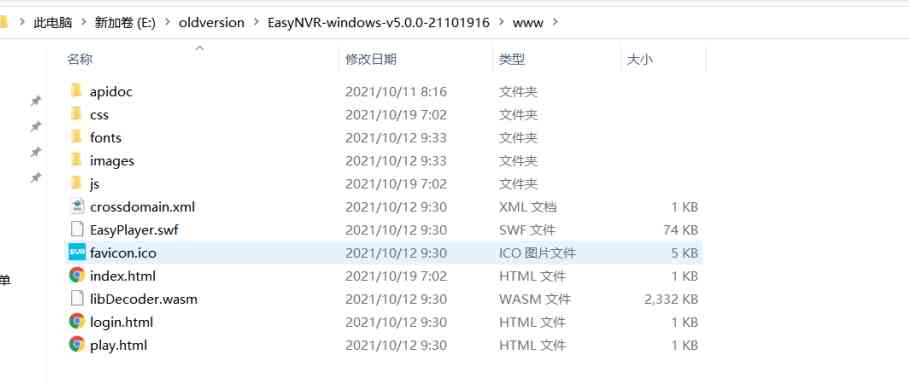 此电脑 > 新加卷 (E:) > oldversion > EasyNVR-windows-v5.0.0-21101916 > www >
名称 修改日期 类型 大小
apidoc 2021/10/11 8:16 文件夹
css 2021/10/19 7:02 文件夹
fonts 2021/10/12 9:33 文件夹
images 2021/10/12 9:33 文件夹
js 2021/10/19 7:02 文件夹
crossdomain.xml 2021/10/12 9:30 XML 文档 1 KB
EasyPlayer.swf 2021/10/12 9:30 SWF 文件 74 KB
favicon.ico 2021/10/12 9:30 ICO 图片文件 5 KB
单 index.html 2021/10/19 7:02 HTML 文件 1 KB
libDecoder.wasm 2021/10/12 9:30 WASM 文件 2,332 KB
login.html 2021/10/12 9:30 HTML 文件 1 KB
play.html 2021/10/12 9:30 HTML 文件 1 KB